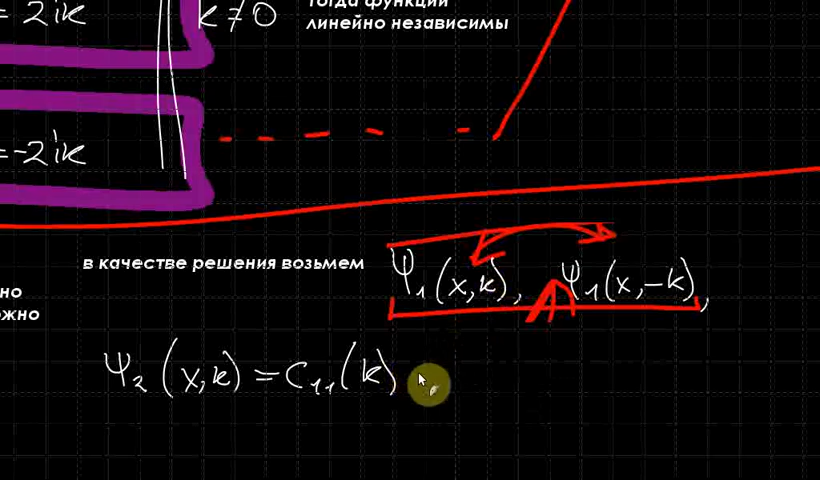 = 2ik
k≠0
тогда функции
линейно независимы
=-2ik
в качестве решения возьмем
Ψ₁(x,k), Ψ₁(x,-k),
но
жно
Ψ₂(x,k)=C₁₁(k)